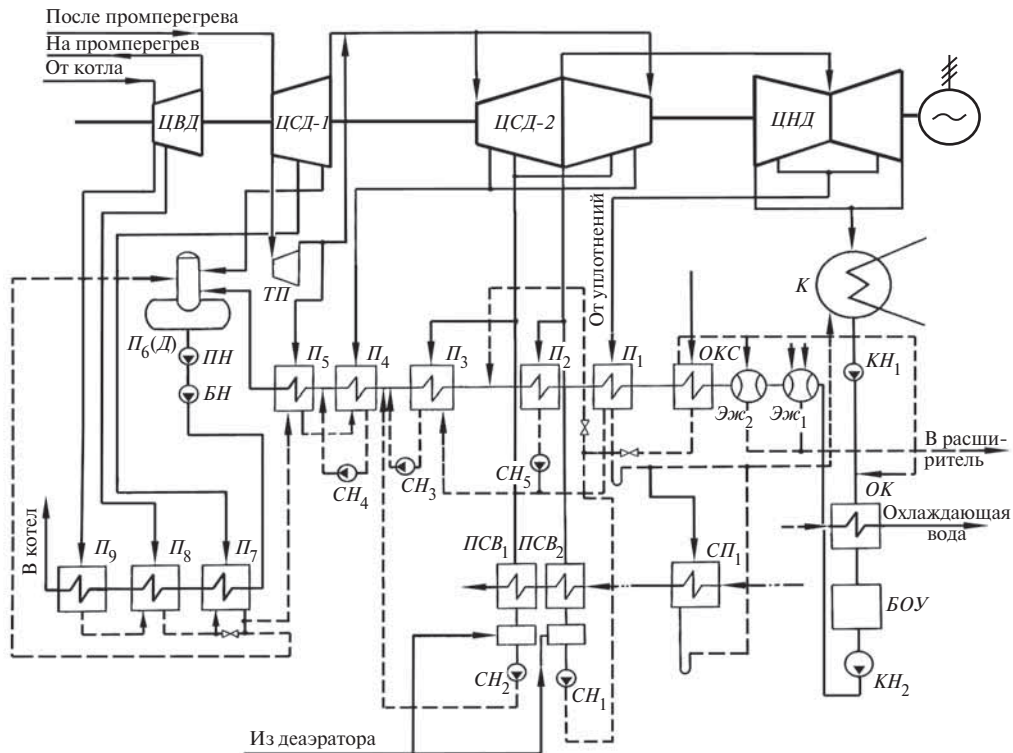 После промперегрева
На промперегрев
От котла
ЦВД
ЦСД-1
ЦСД-2
ЦНД
ТП
От уплотнений
К
П₆(Д)
ПН
БН
П₅
П₄
П₃
П₂
П₁
ОКС
Эж₂
Эж₁
КН₁
СН₄
СН₃
СН₅
В расши-
ритель
ОК
Охлаждающая
вода
В котел
П₉
П₈
П₇
ПСВ₁
ПСВ₂
СП₁
БОУ
СН₂
СН₁
КН₂
Из деаэратора